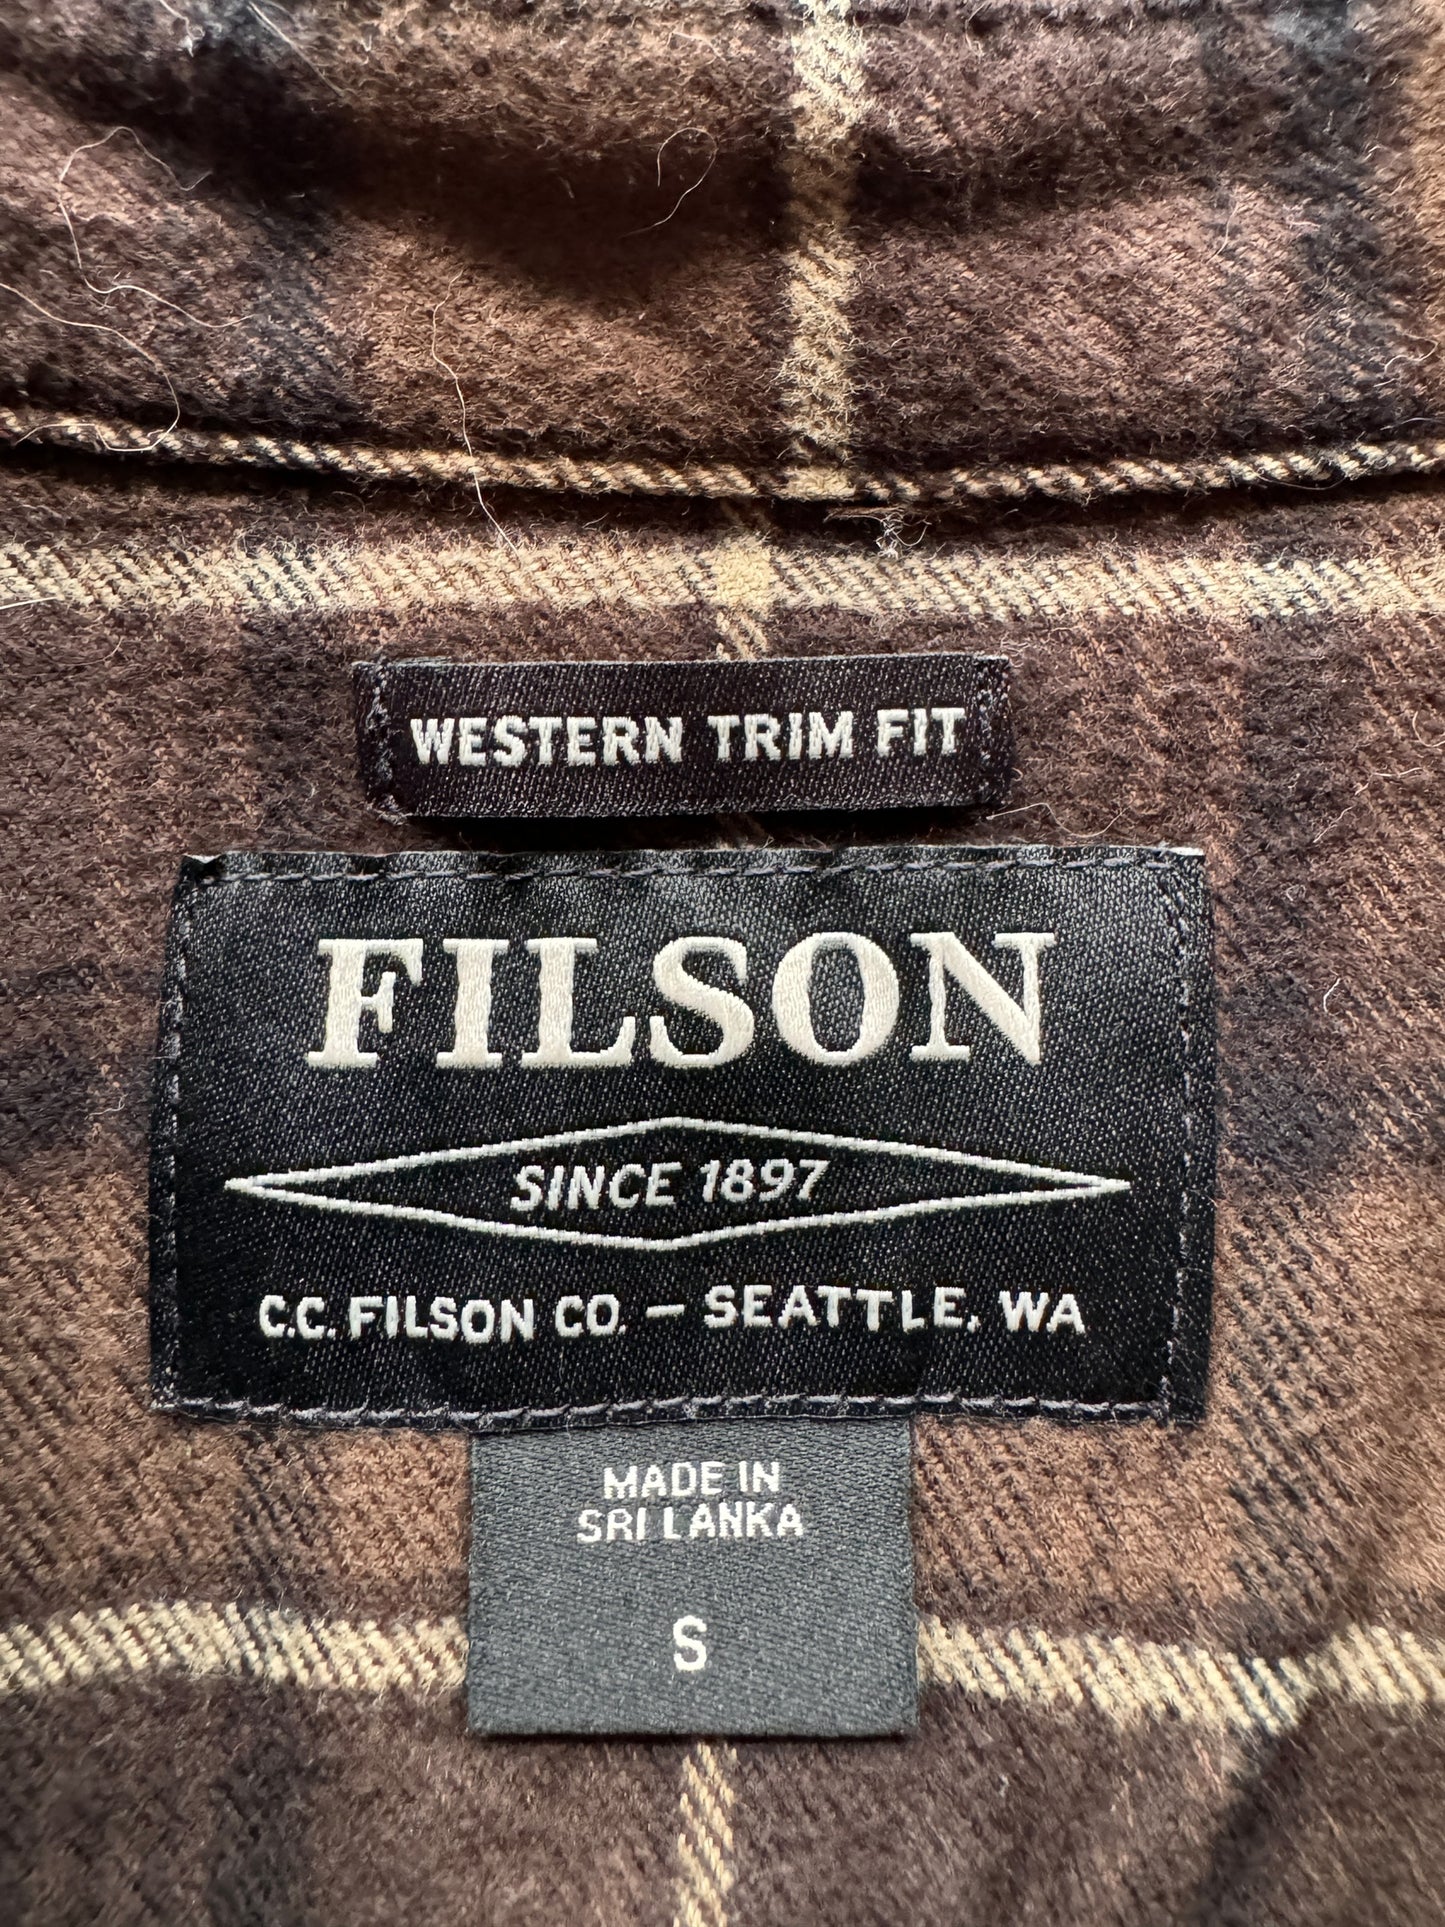 WESTERN TRIM FIT
FILSON
SINCE 1897
C.C. FILSON CO. – SEATTLE, WA
MADE IN
SRI LANKA
S